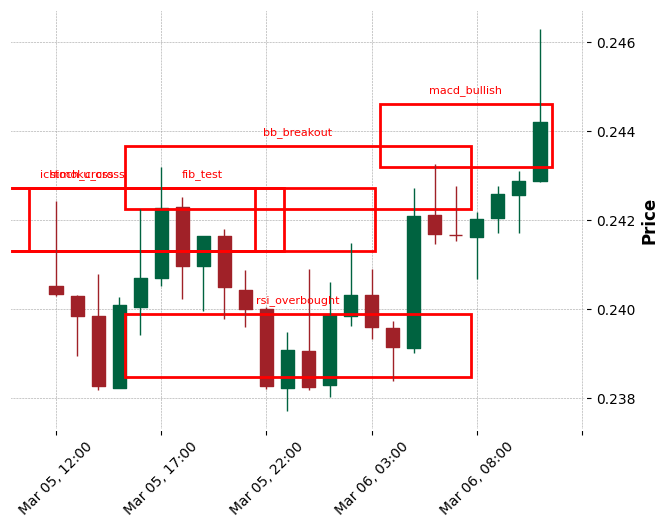 0.246
macd_bullish
0.244
bb_breakout
stoch_cross
fib_test
0.242
Price
rsi_overbought
0.240
0.238
Mar 05, 12:00
Mar 05, 17:00
Mar 05, 22:00
Mar 06, 03:00
Mar 06, 08:00